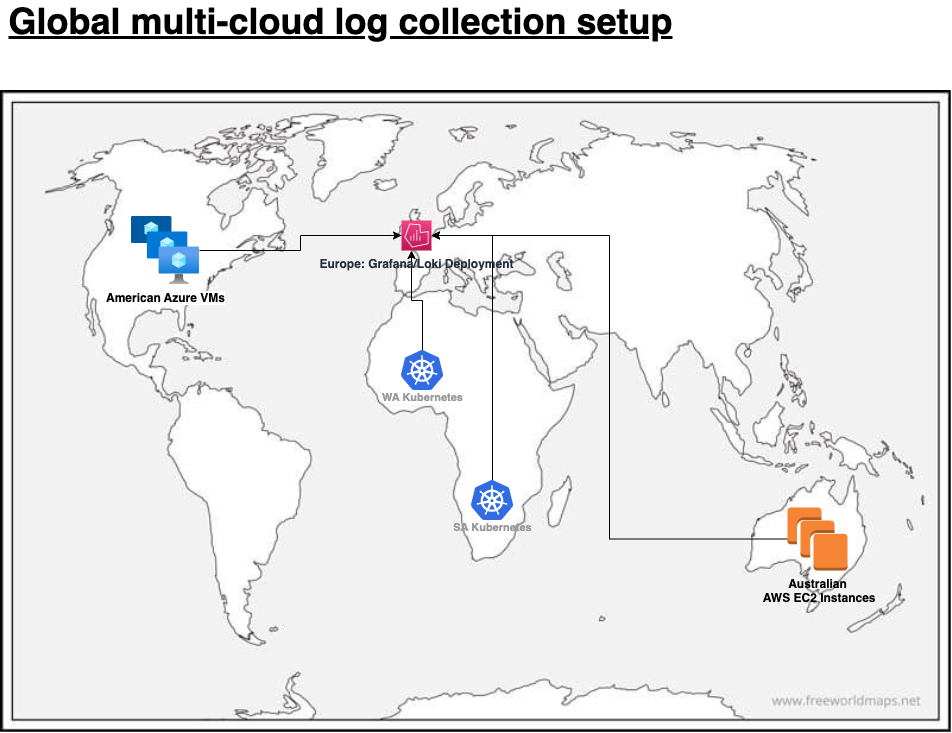 Global multi-cloud log collection setup
Europe: Grafana/Loki Deployment
American Azure VMs
WA Kubernetes
SA Kubernetes
Australian
AWS EC2 Instances
www.freeworldmaps.net